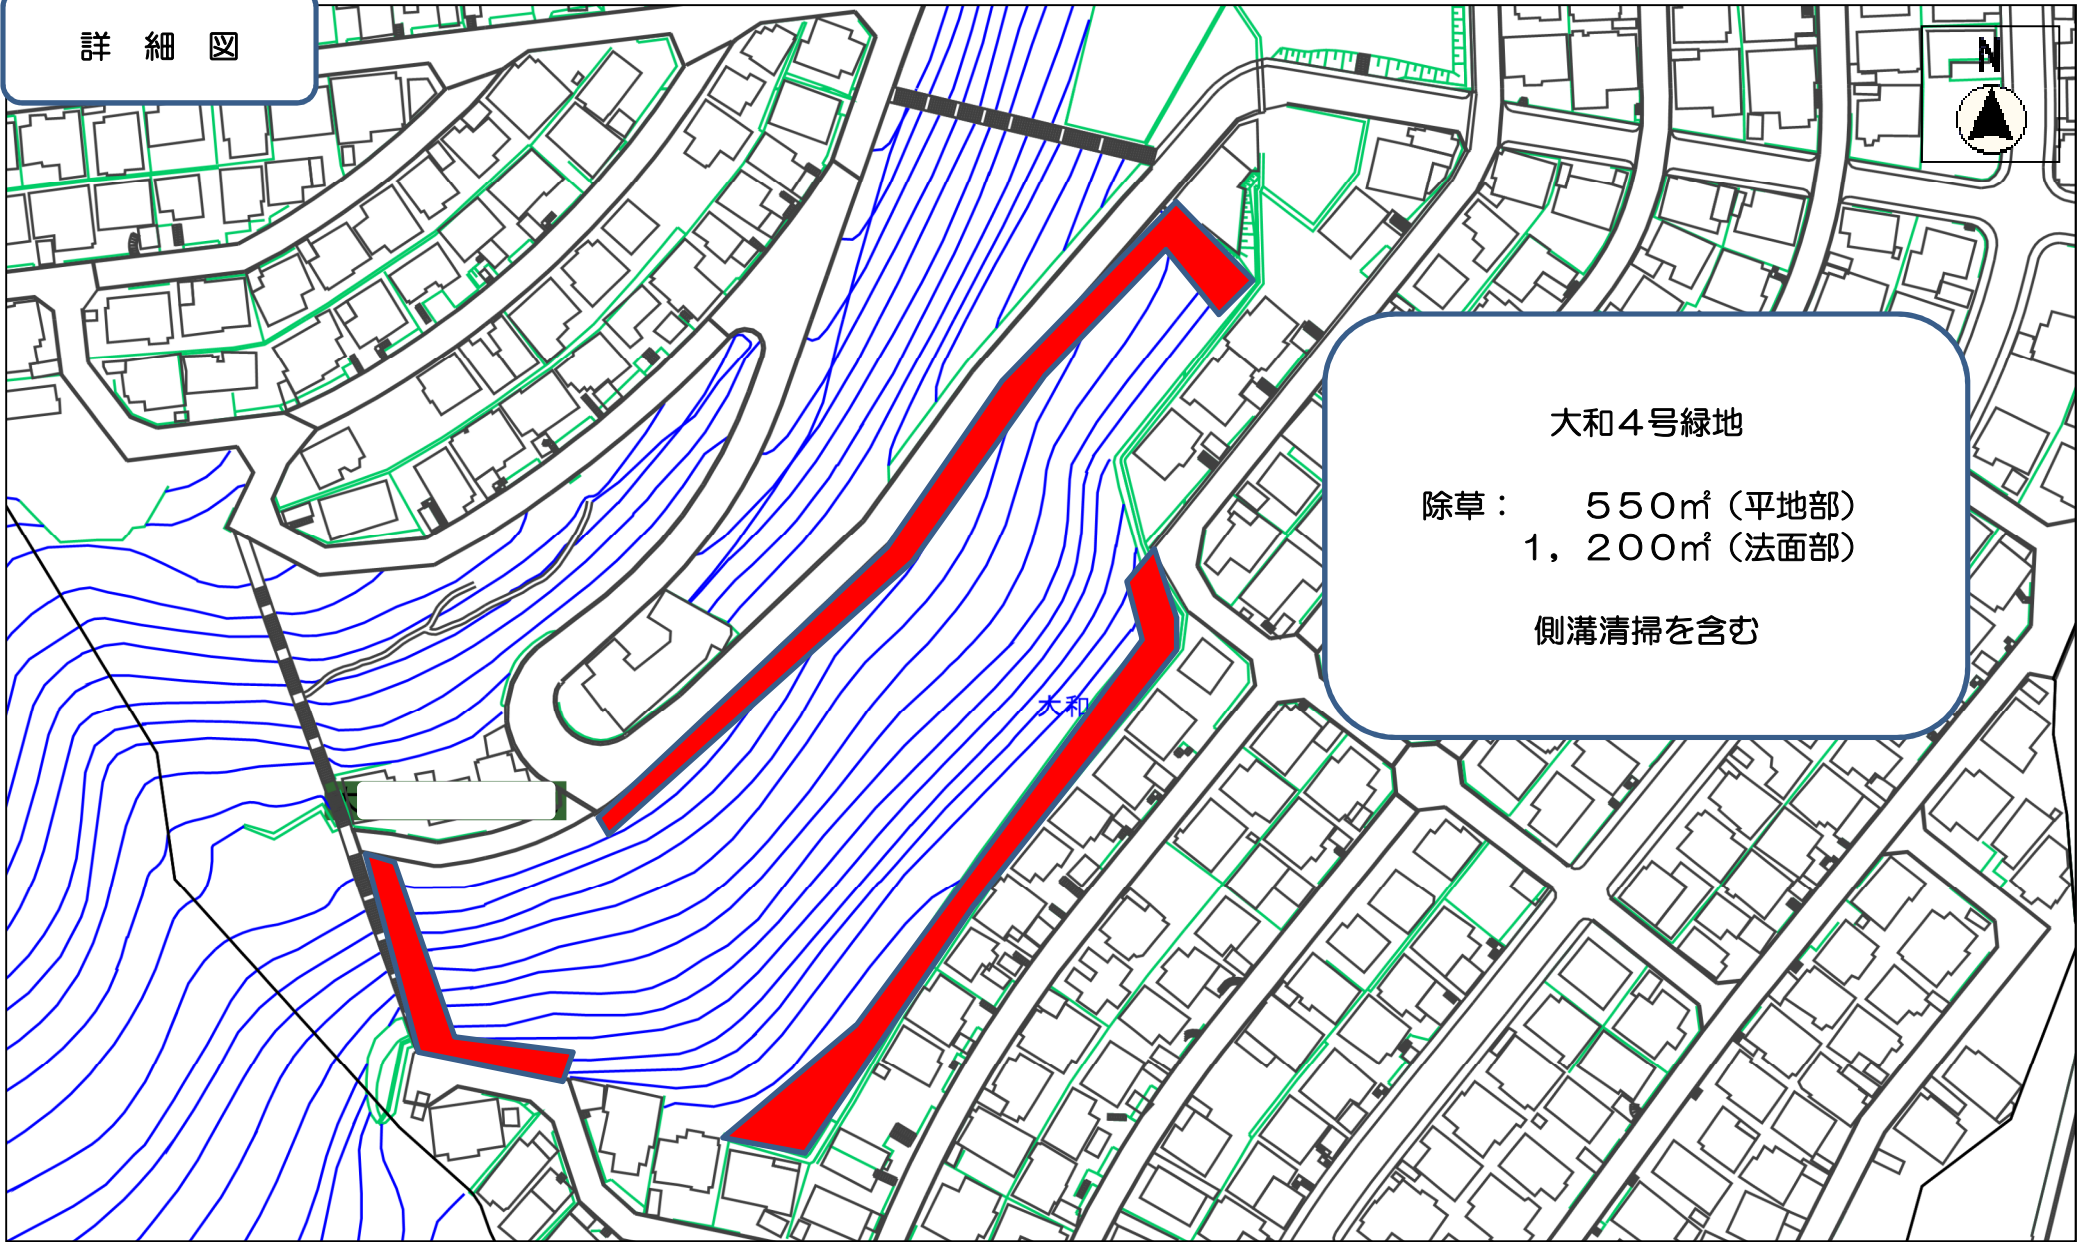 詳 細 図
N
大和４号緑地
除草： ５５０㎡（平地部）
１，２００㎡（法面部）
側溝清掃を含む
大和